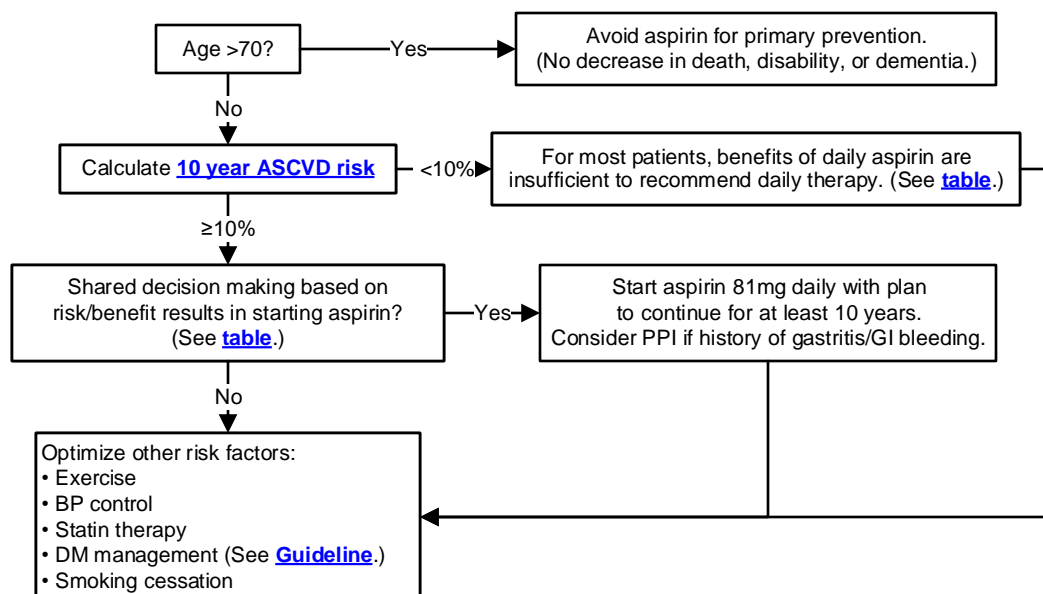 Age >70?
Yes
Avoid aspirin for primary prevention.
(No decrease in death, disability, or dementia.)
No
Calculate 10 year ASCVD risk
<10%
For most patients, benefits of daily aspirin are
insufficient to recommend daily therapy. (See table.)
≥10%
Shared decision making based on
risk/benefit results in starting aspirin?
(See table.)
Yes
Start aspirin 81mg daily with plan
to continue for at least 10 years.
Consider PPI if history of gastritis/GI bleeding.
No
Optimize other risk factors:
• Exercise
• BP control
• Statin therapy
• DM management (See Guideline.)
• Smoking cessation